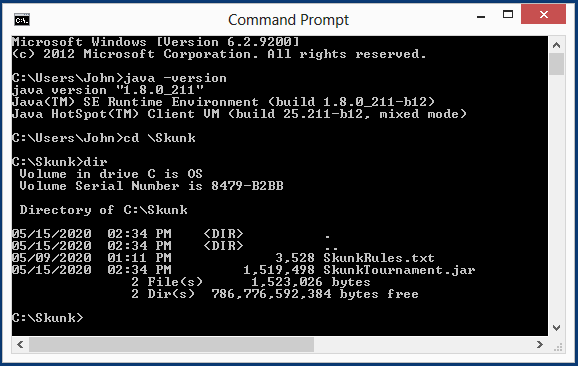 Command Prompt
Microsoft Windows [Version 6.2.9200]
(c) 2012 Microsoft Corporation. All rights reserved.
C:\Users\John>java -version
java version "1.8.0_211"
Java(TM) SE Runtime Environment (build 1.8.0_211-b12)
Java HotSpot(TM) Client VM (build 25.211-b12, mixed mode)
C:\Users\John>cd \Skunk
C:\Skunk>dir
Volume in drive C is OS
Volume Serial Number is 8479-B2BB
Directory of C:\Skunk
05/15/2020  02:34 PM    <DIR>          .
05/15/2020  02:34 PM    <DIR>          ..
05/09/2020  01:11 PM             3,528 SkunkRules.txt
05/15/2020  02:34 PM         1,519,498 SkunkTournament.jar
2 File(s)      1,523,026 bytes
2 Dir(s)  786,776,592,384 bytes free
C:\Skunk>